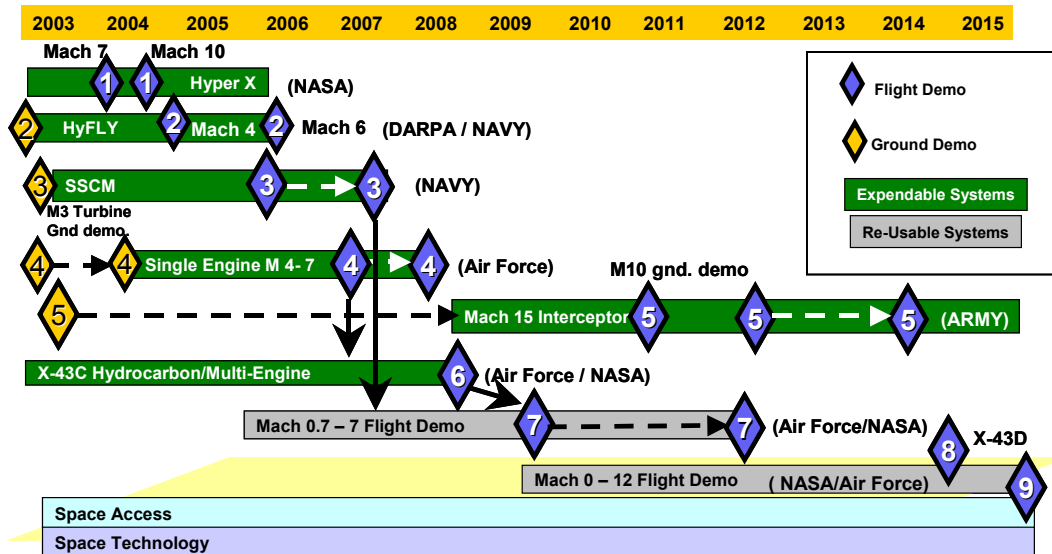 2003 2004 2005 2006 2007 2008 2009 2010 2011 2012 2013 2014 2015
Mach 7 Mach 10
1 1 Hyper X (NASA)
2 HyFLY 2 Mach 4 2 Mach 6 (DARPA / NAVY)
3 SSCM 3 3 (NAVY)
M3 Turbine
Gnd demo.
4 4 Single Engine M 4- 7 4 4 (Air Force)
M10 gnd. demo
5 Mach 15 Interceptor 5 5 5 (ARMY)
X-43C Hydrocarbon/Multi-Engine 6 (Air Force / NASA)
Mach 0.7 – 7 Flight Demo 7 7 (Air Force/NASA)
8 X-43D
Mach 0 – 12 Flight Demo ( NASA/Air Force) 9
Space Access
Space Technology
Flight Demo
Ground Demo
Expendable Systems
Re-Usable Systems